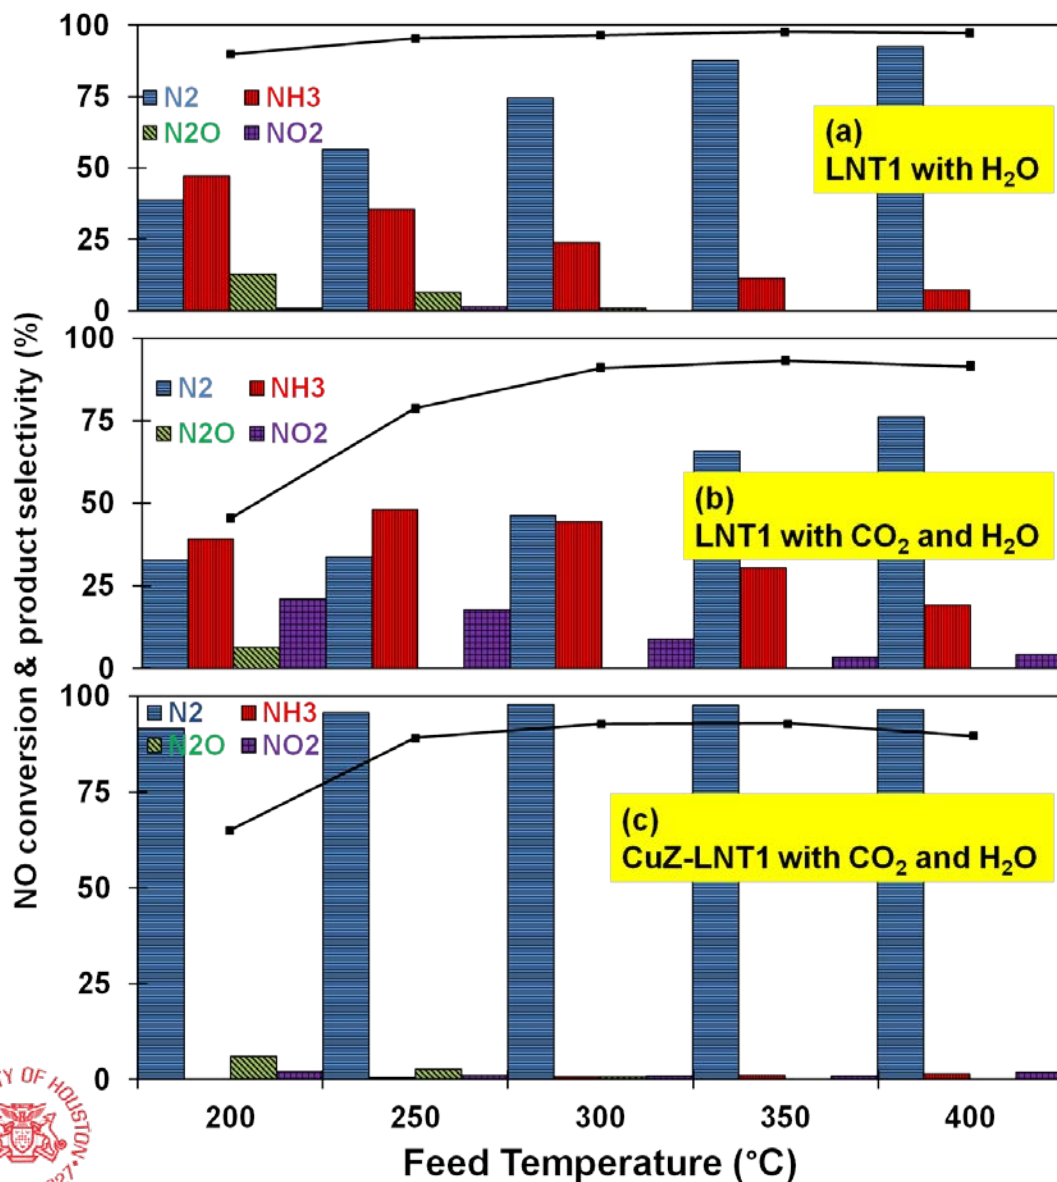 NO conversion & product selectivity (%)
100
75
50
25
0
N2 NH3
N2O NO2
(a)
LNT1 with H₂O
100
75
50
25
0
N2 NH3
N2O NO2
(b)
LNT1 with CO₂ and H₂O
100
75
50
25
0
N2 NH3
N2O NO2
(c)
CuZ-LNT1 with CO₂ and H₂O
200 250 300 350 400
Feed Temperature (°C)
OF HOUSTON